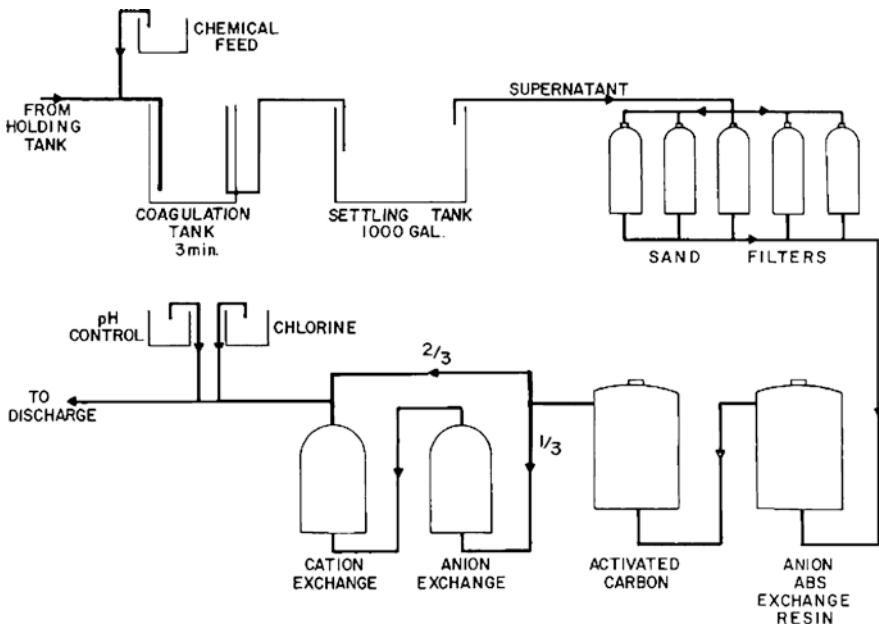 CHEMICAL
FEED
FROM
HOLDING
TANK
COAGULATION
TANK
3 min.
SETTLING TANK
1000 GAL.
SUPERNATANT
SAND FILTERS
pH
CONTROL
CHLORINE
TO
DISCHARGE
2/3
1/3
CATION
EXCHANGE
ANION
EXCHANGE
ACTIVATED
CARBON
ANION
ABS
EXCHANGE
RESIN